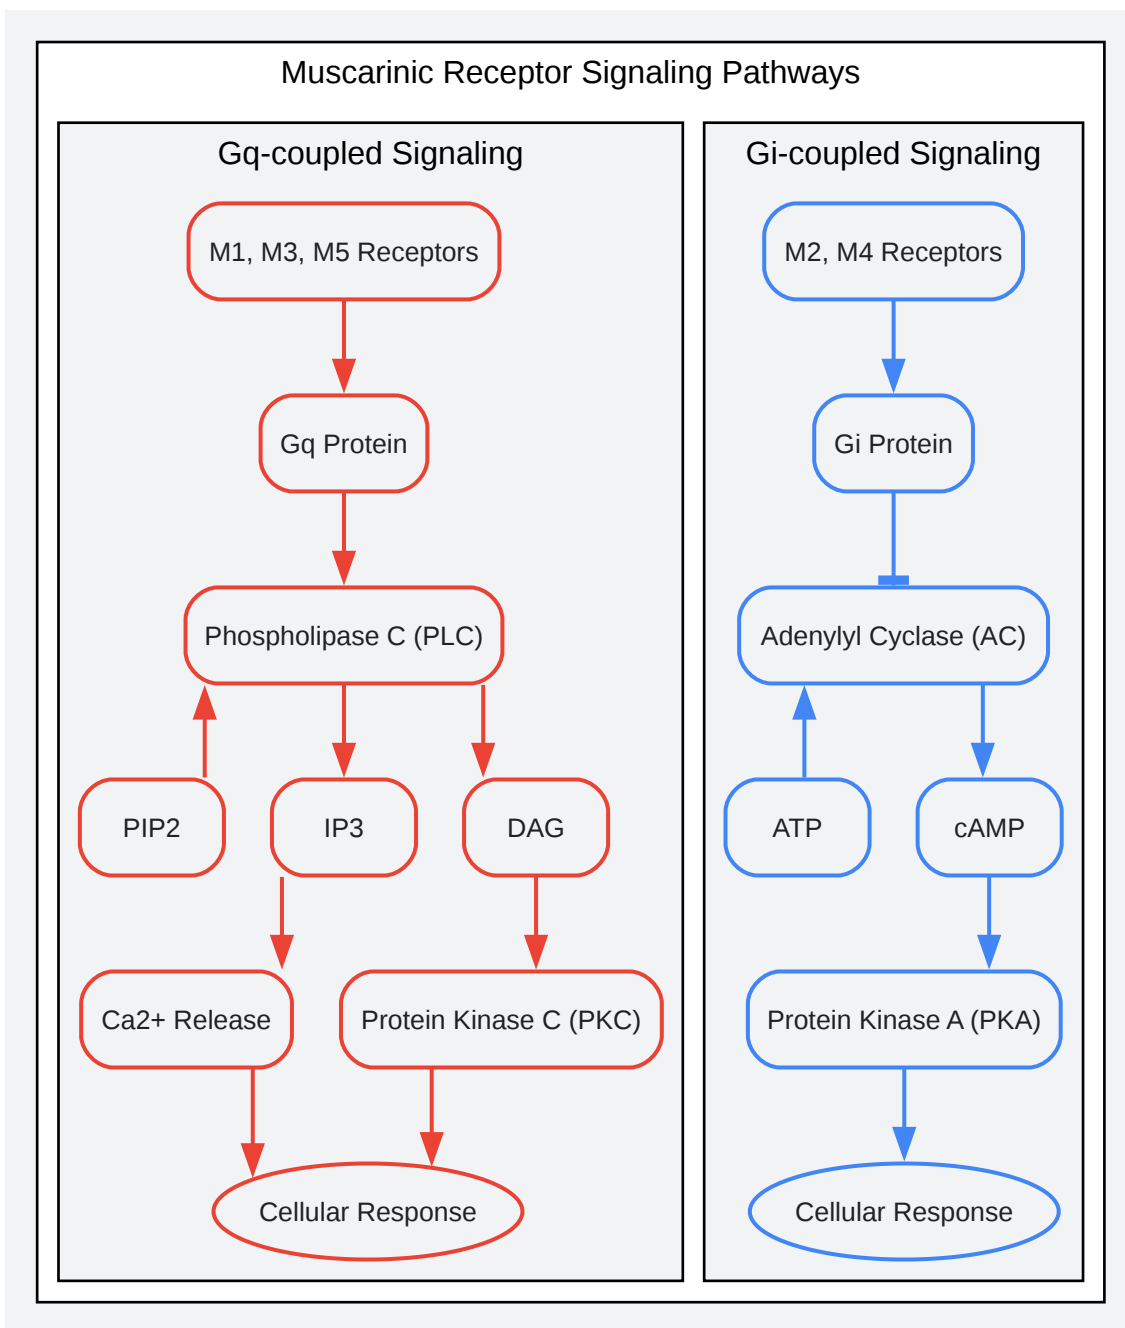 Muscarinic Receptor Signaling Pathways
Gq-coupled Signaling
M1, M3, M5 Receptors
Gq Protein
Phospholipase C (PLC)
PIP2
IP3
DAG
Ca2+ Release
Protein Kinase C (PKC)
Cellular Response
Gi-coupled Signaling
M2, M4 Receptors
Gi Protein
Adenylyl Cyclase (AC)
ATP
cAMP
Protein Kinase A (PKA)
Cellular Response